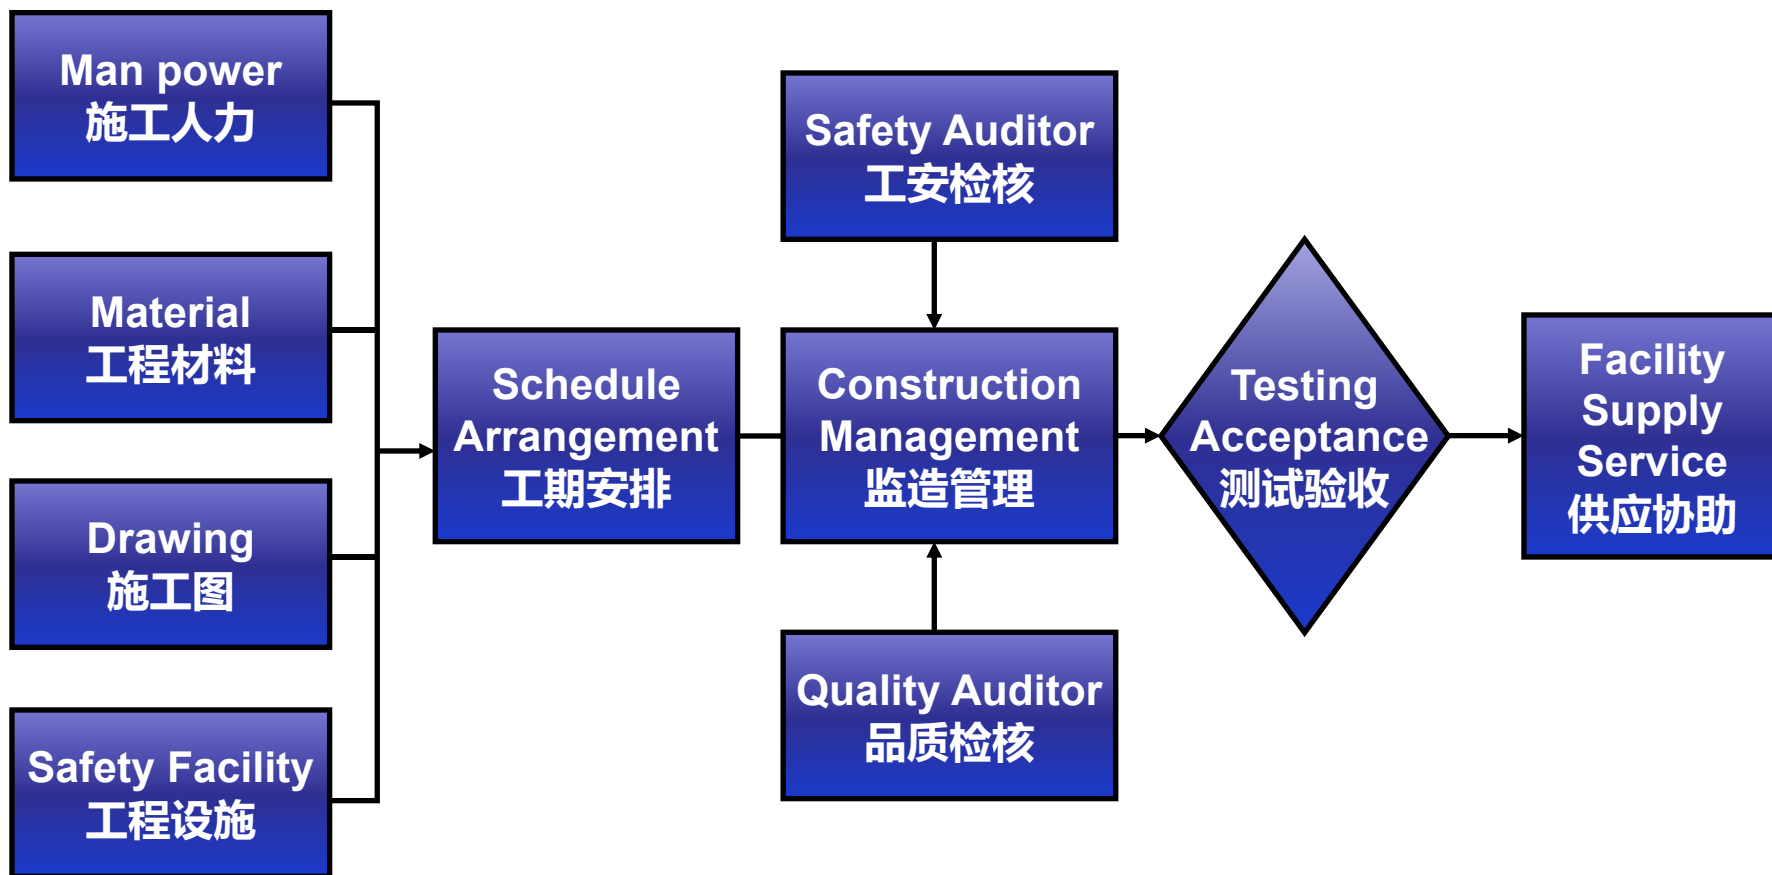 Man power
施工人力
Material
工程材料
Drawing
施工图
Safety Facility
工程设施
Schedule
Arrangement
工期安排
Safety Auditor
工安检核
Construction
Management
监造管理
Quality Auditor
品质检核
Testing
Acceptance
测试验收
Facility
Supply
Service
供应协助